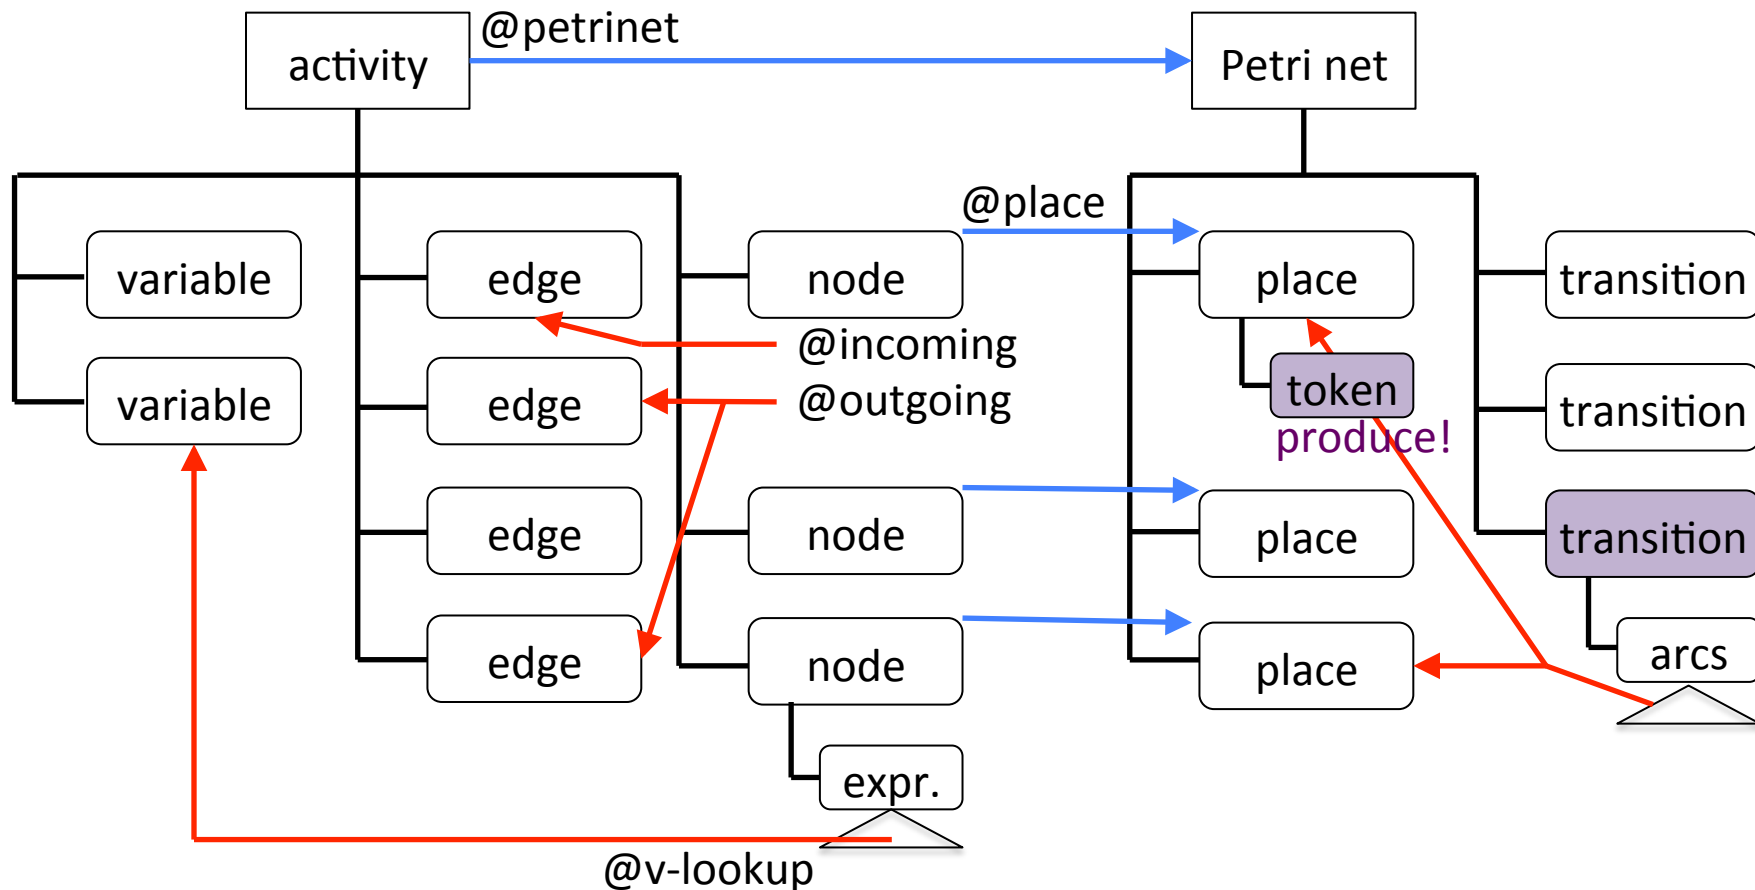 @petrinet
activity
Petri net
@place
variable
edge
node
place
transition
@incoming
variable
edge
@outgoing
token
transition
produce!
edge
node
place
transition
edge
node
place
arcs
expr.
@v-lookup